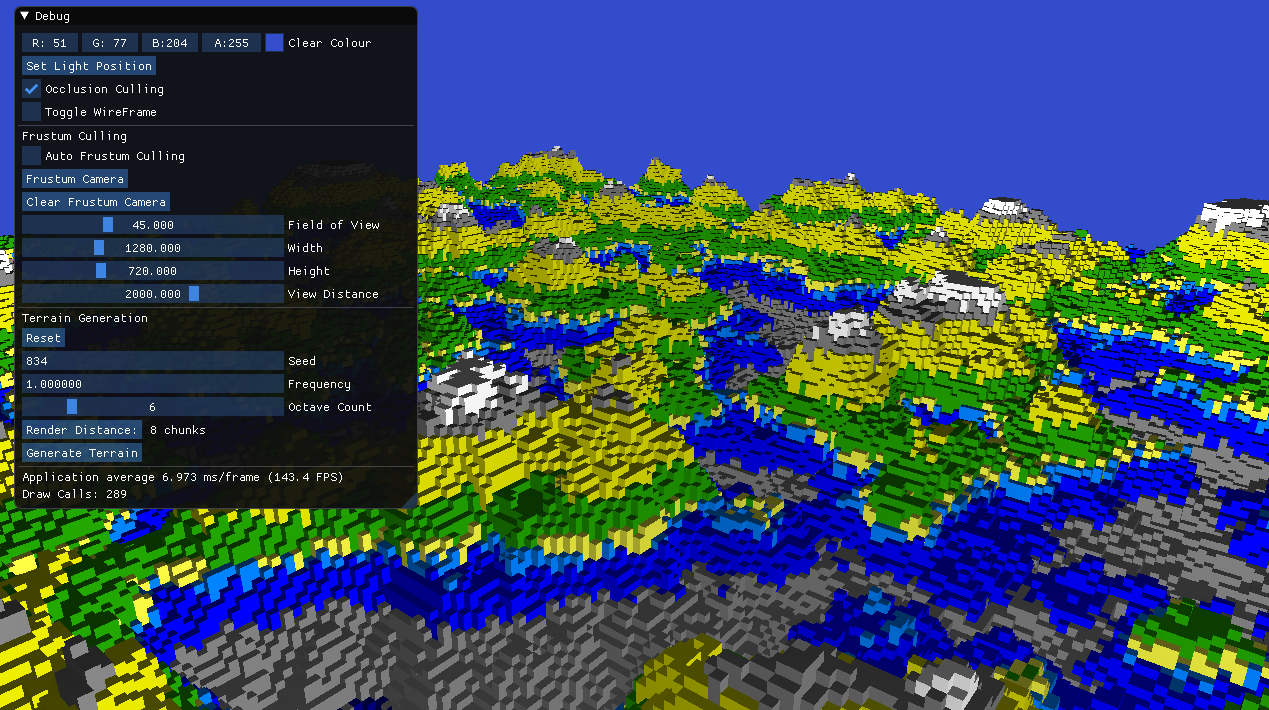 Debug
R: 51 G: 77 B:204 A:255 Clear Colour
Set Light Position
Occlusion Culling
Toggle WireFrame
Frustum Culling
Auto Frustum Culling
Frustum Camera
Clear Frustum Camera
45.000 Field of View
1280.000 Width
720.000 Height
2000.000 View Distance
Terrain Generation
Reset
834 Seed
1.000000 Frequency
6 Octave Count
Render Distance: 8 chunks
Generate Terrain
Application average 6.973 ms/frame (143.4 FPS)
Draw Calls: 289